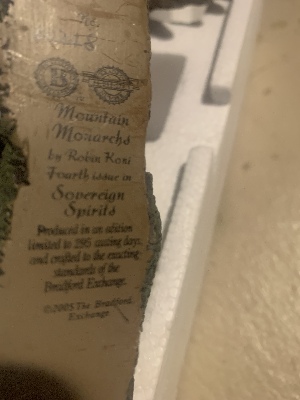 K
Mountain
Monarchs
by Robin Koni
Fourth issue in
Sovereign
Spirits
Produced in an edition
limited to 295 casting days,
and crafted to the exacting
standards of the
Bradford Exchange.
©2005 The Bradford
Exchange